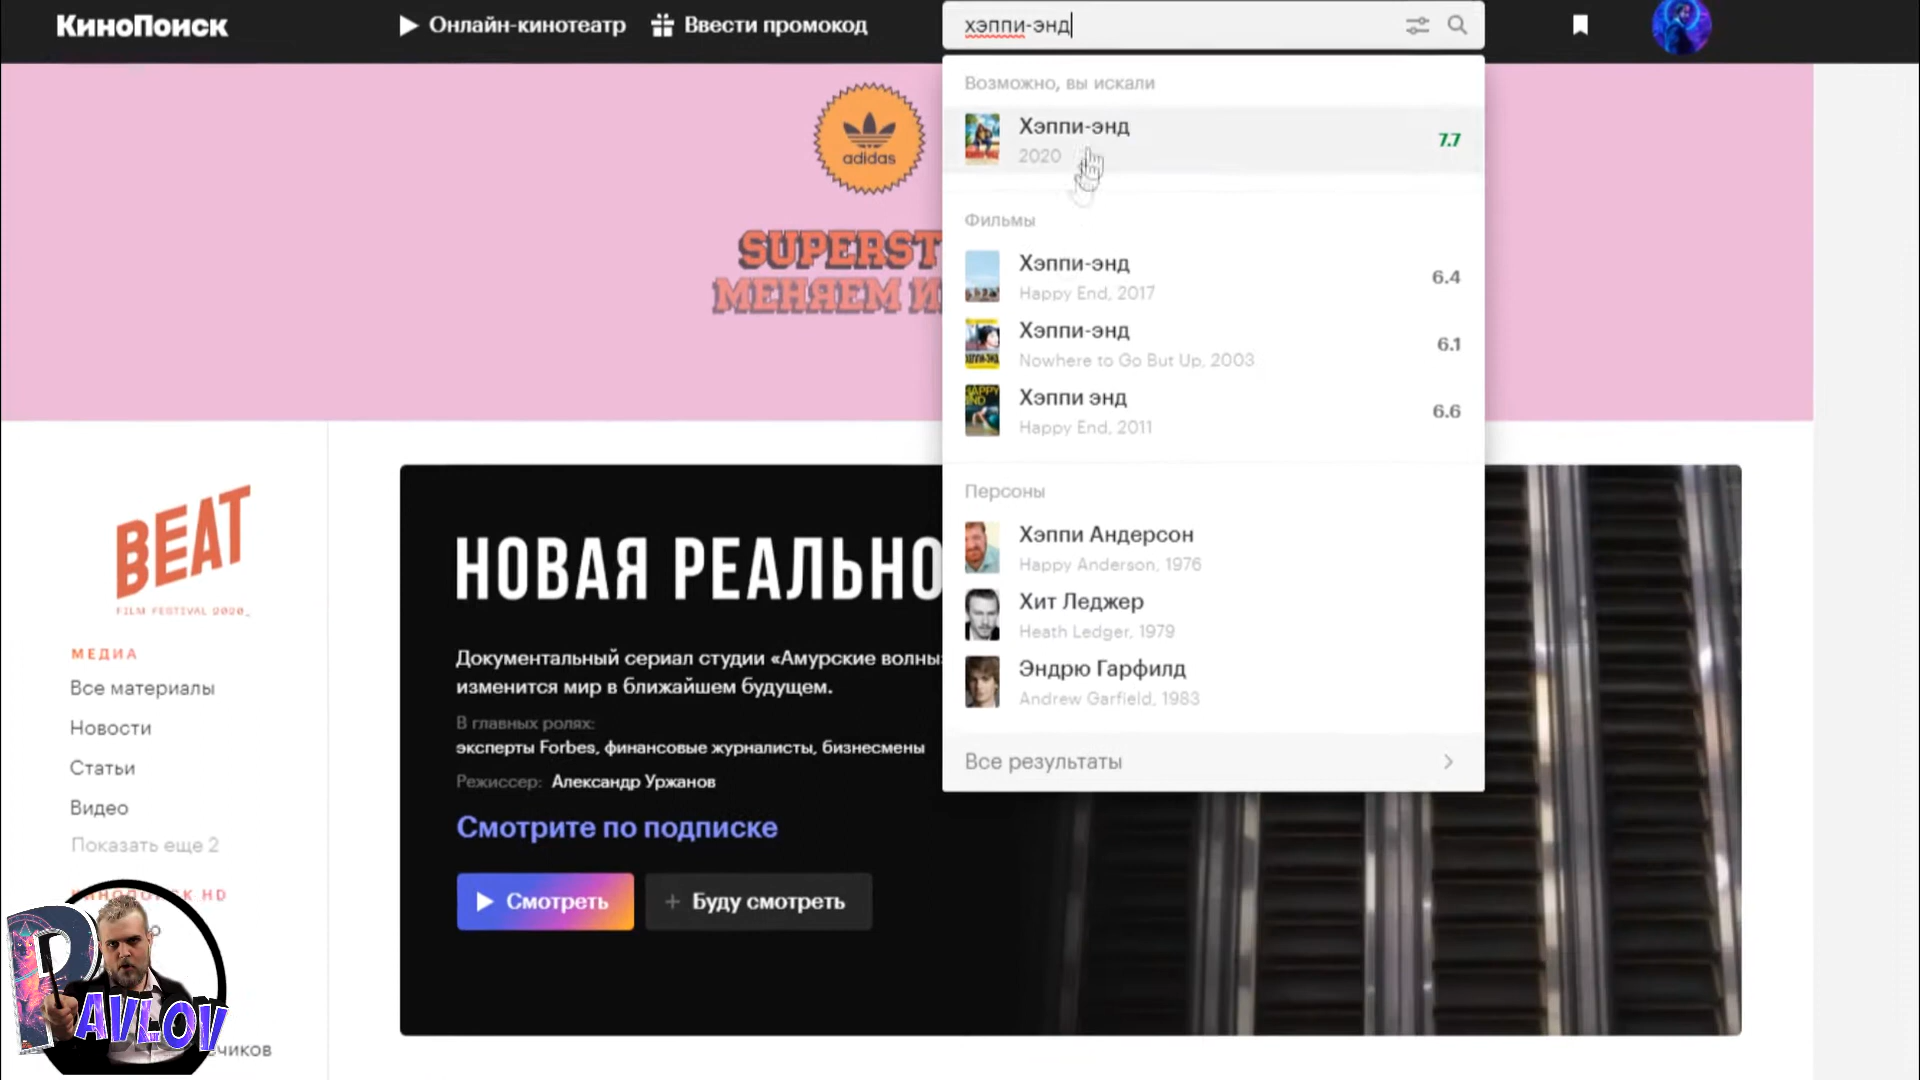 КиноПоиск
Онлайн-кинотеатр
Ввести промокод
хэппи-энд
Возможно, вы искали
Хэппи-энд
2020
7.7
Фильмы
Хэппи-энд
Happy End, 2017
6.4
Хэппи-энд
Nowhere to Go But Up, 2003
6.1
Хэппи энд
Happy End, 2011
6.6
Персоны
Хэппи Андерсон
Happy Anderson, 1976
Хит Леджер
Heath Ledger, 1979
Эндрю Гарфилд
Andrew Garfield, 1983
Все результаты
adidas
SUPERST
МЕНЯЕМ И
BEAT
FILM FESTIVAL 2020_
МЕДИА
Все материалы
Новости
Статьи
Видео
Показать еще 2
НОВАЯ РЕАЛЬНО
Документальный сериал студии «Амурские волны
изменится мир в ближайшем будущем.
В главных ролях:
эксперты Forbes, финансовые журналисты, бизнесмены
Режиссер: Александр Уржанов
Смотрите по подписке
Смотреть
+ Буду смотреть
HD
PAVLOV
чиков